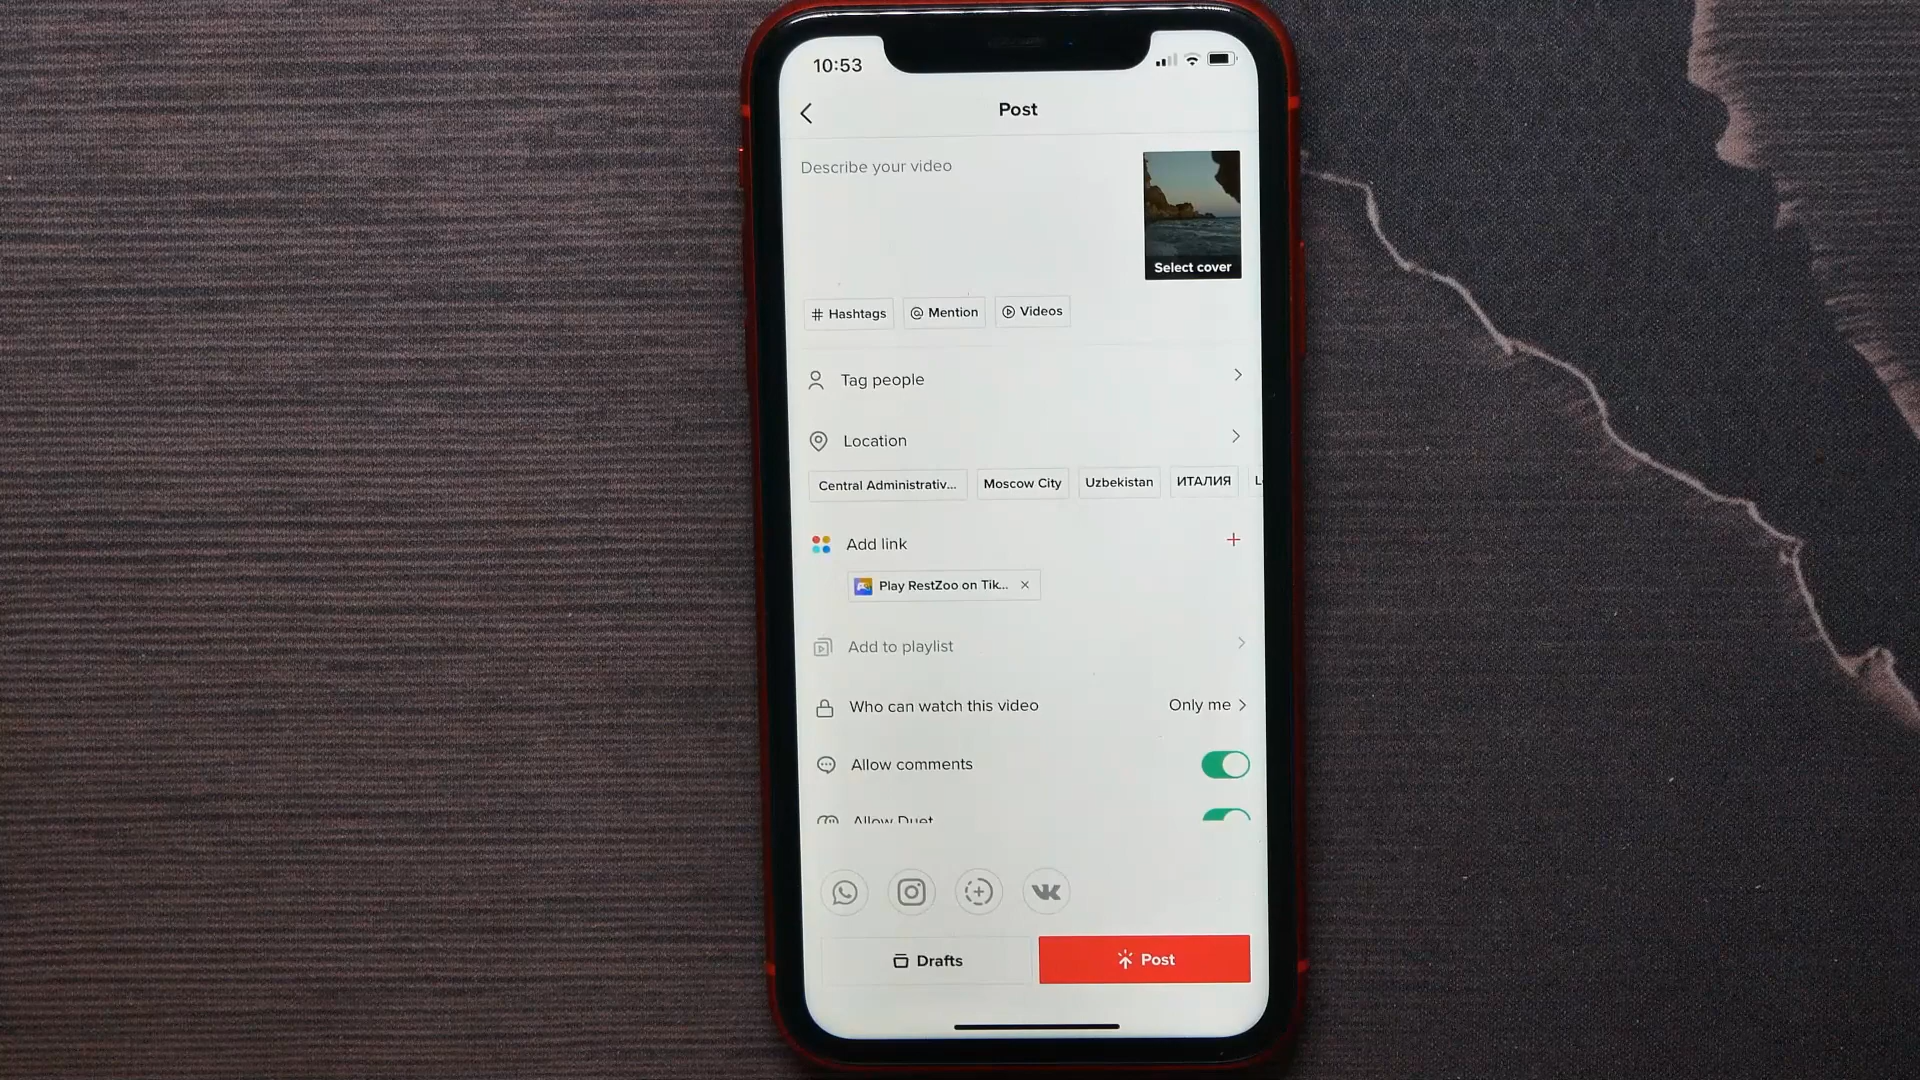 10:53
Post
Describe your video
Select cover
# Hashtags @ Mention Videos
Tag people
Location
Central Administrativ... Moscow City Uzbekistan ИТАЛИЯ
Add link +
Play RestZoo on Tik... ×
Add to playlist
Who can watch this video Only me
Allow comments
Allow Duet
Drafts Post